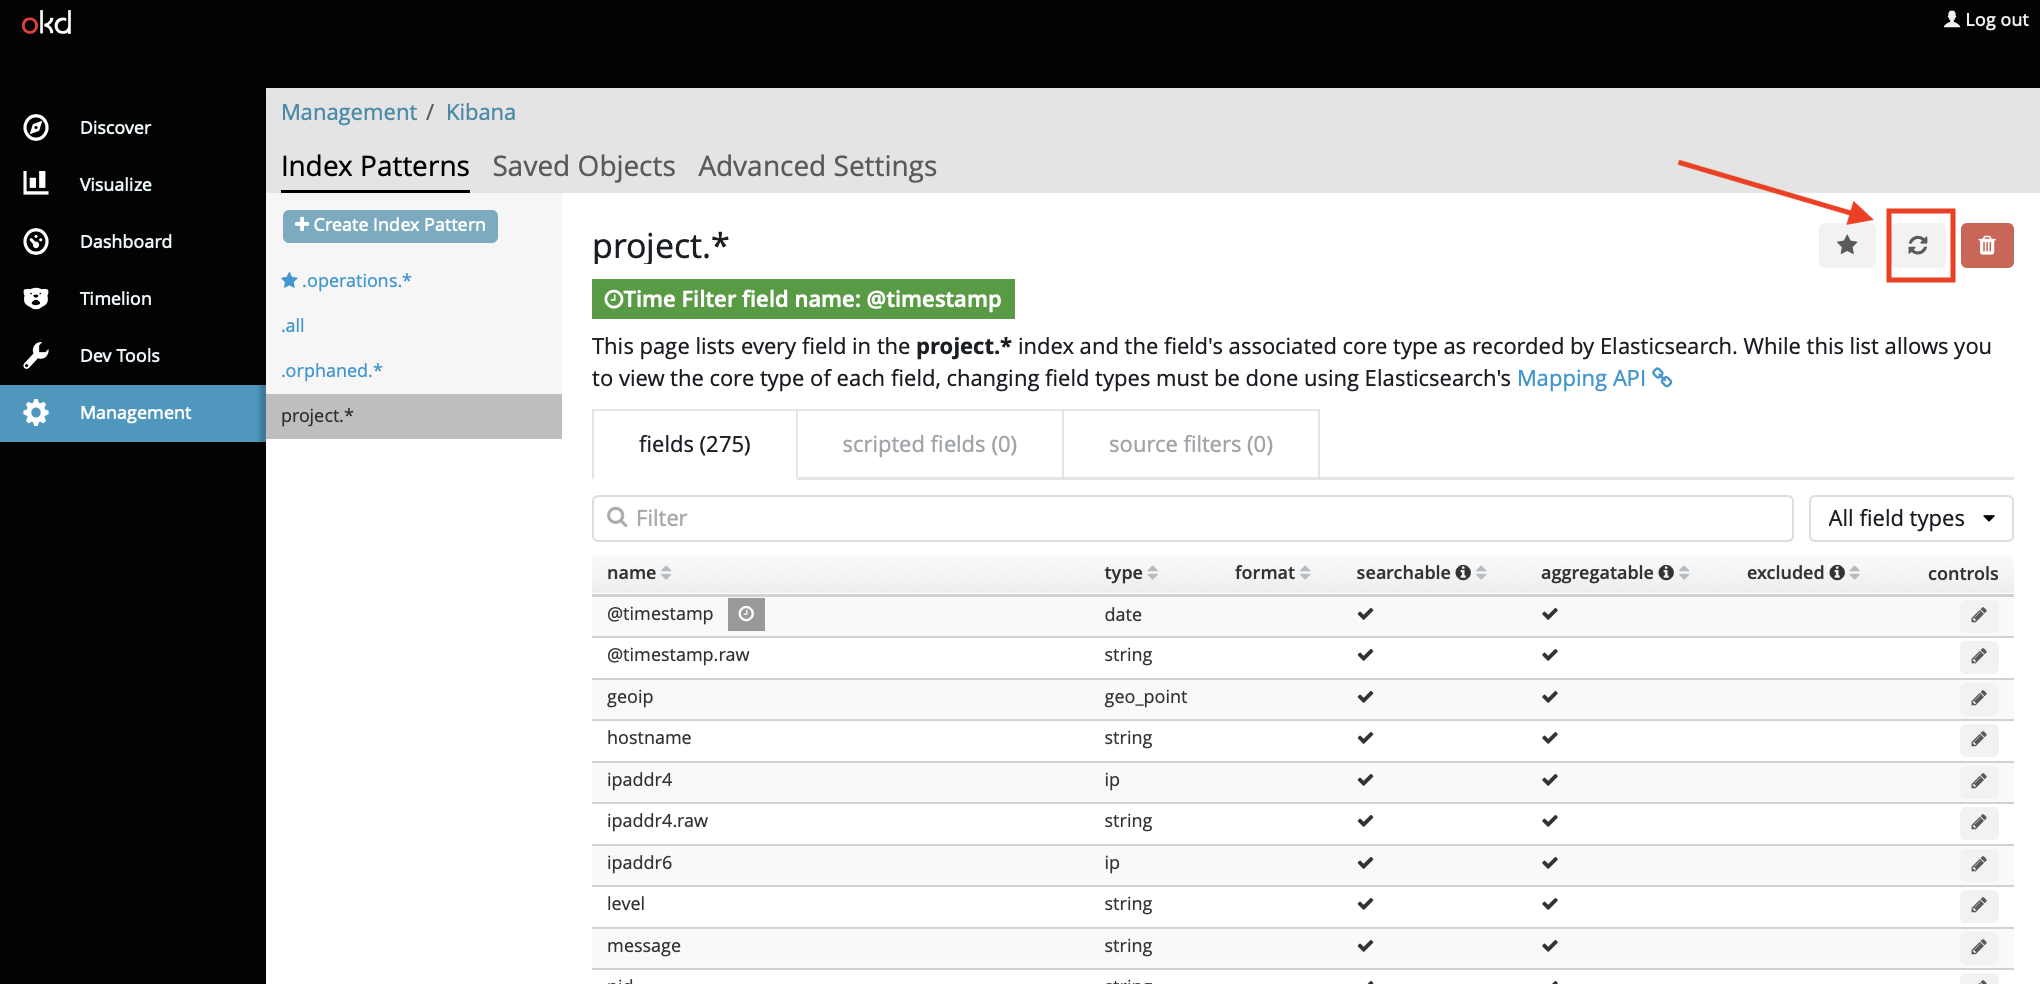 okd
Log out
Discover
Visualize
Dashboard
Timelion
Dev Tools
Management
Management / Kibana
Index Patterns Saved Objects Advanced Settings
Create Index Pattern
.operations.*
.all
.orphaned.*
project.*
project.*
Time Filter field name: @timestamp
This page lists every field in the project.* index and the field's associated core type as recorded by Elasticsearch. While this list allows you
to view the core type of each field, changing field types must be done using Elasticsearch's Mapping API
fields (275) scripted fields (0) source filters (0)
Filter All field types
name type format searchable aggregatable excluded controls
@timestamp date
@timestamp.raw string
geoip geo_point
hostname string
ipaddr4 ip
ipaddr4.raw string
ipaddr6 ip
level string
message string